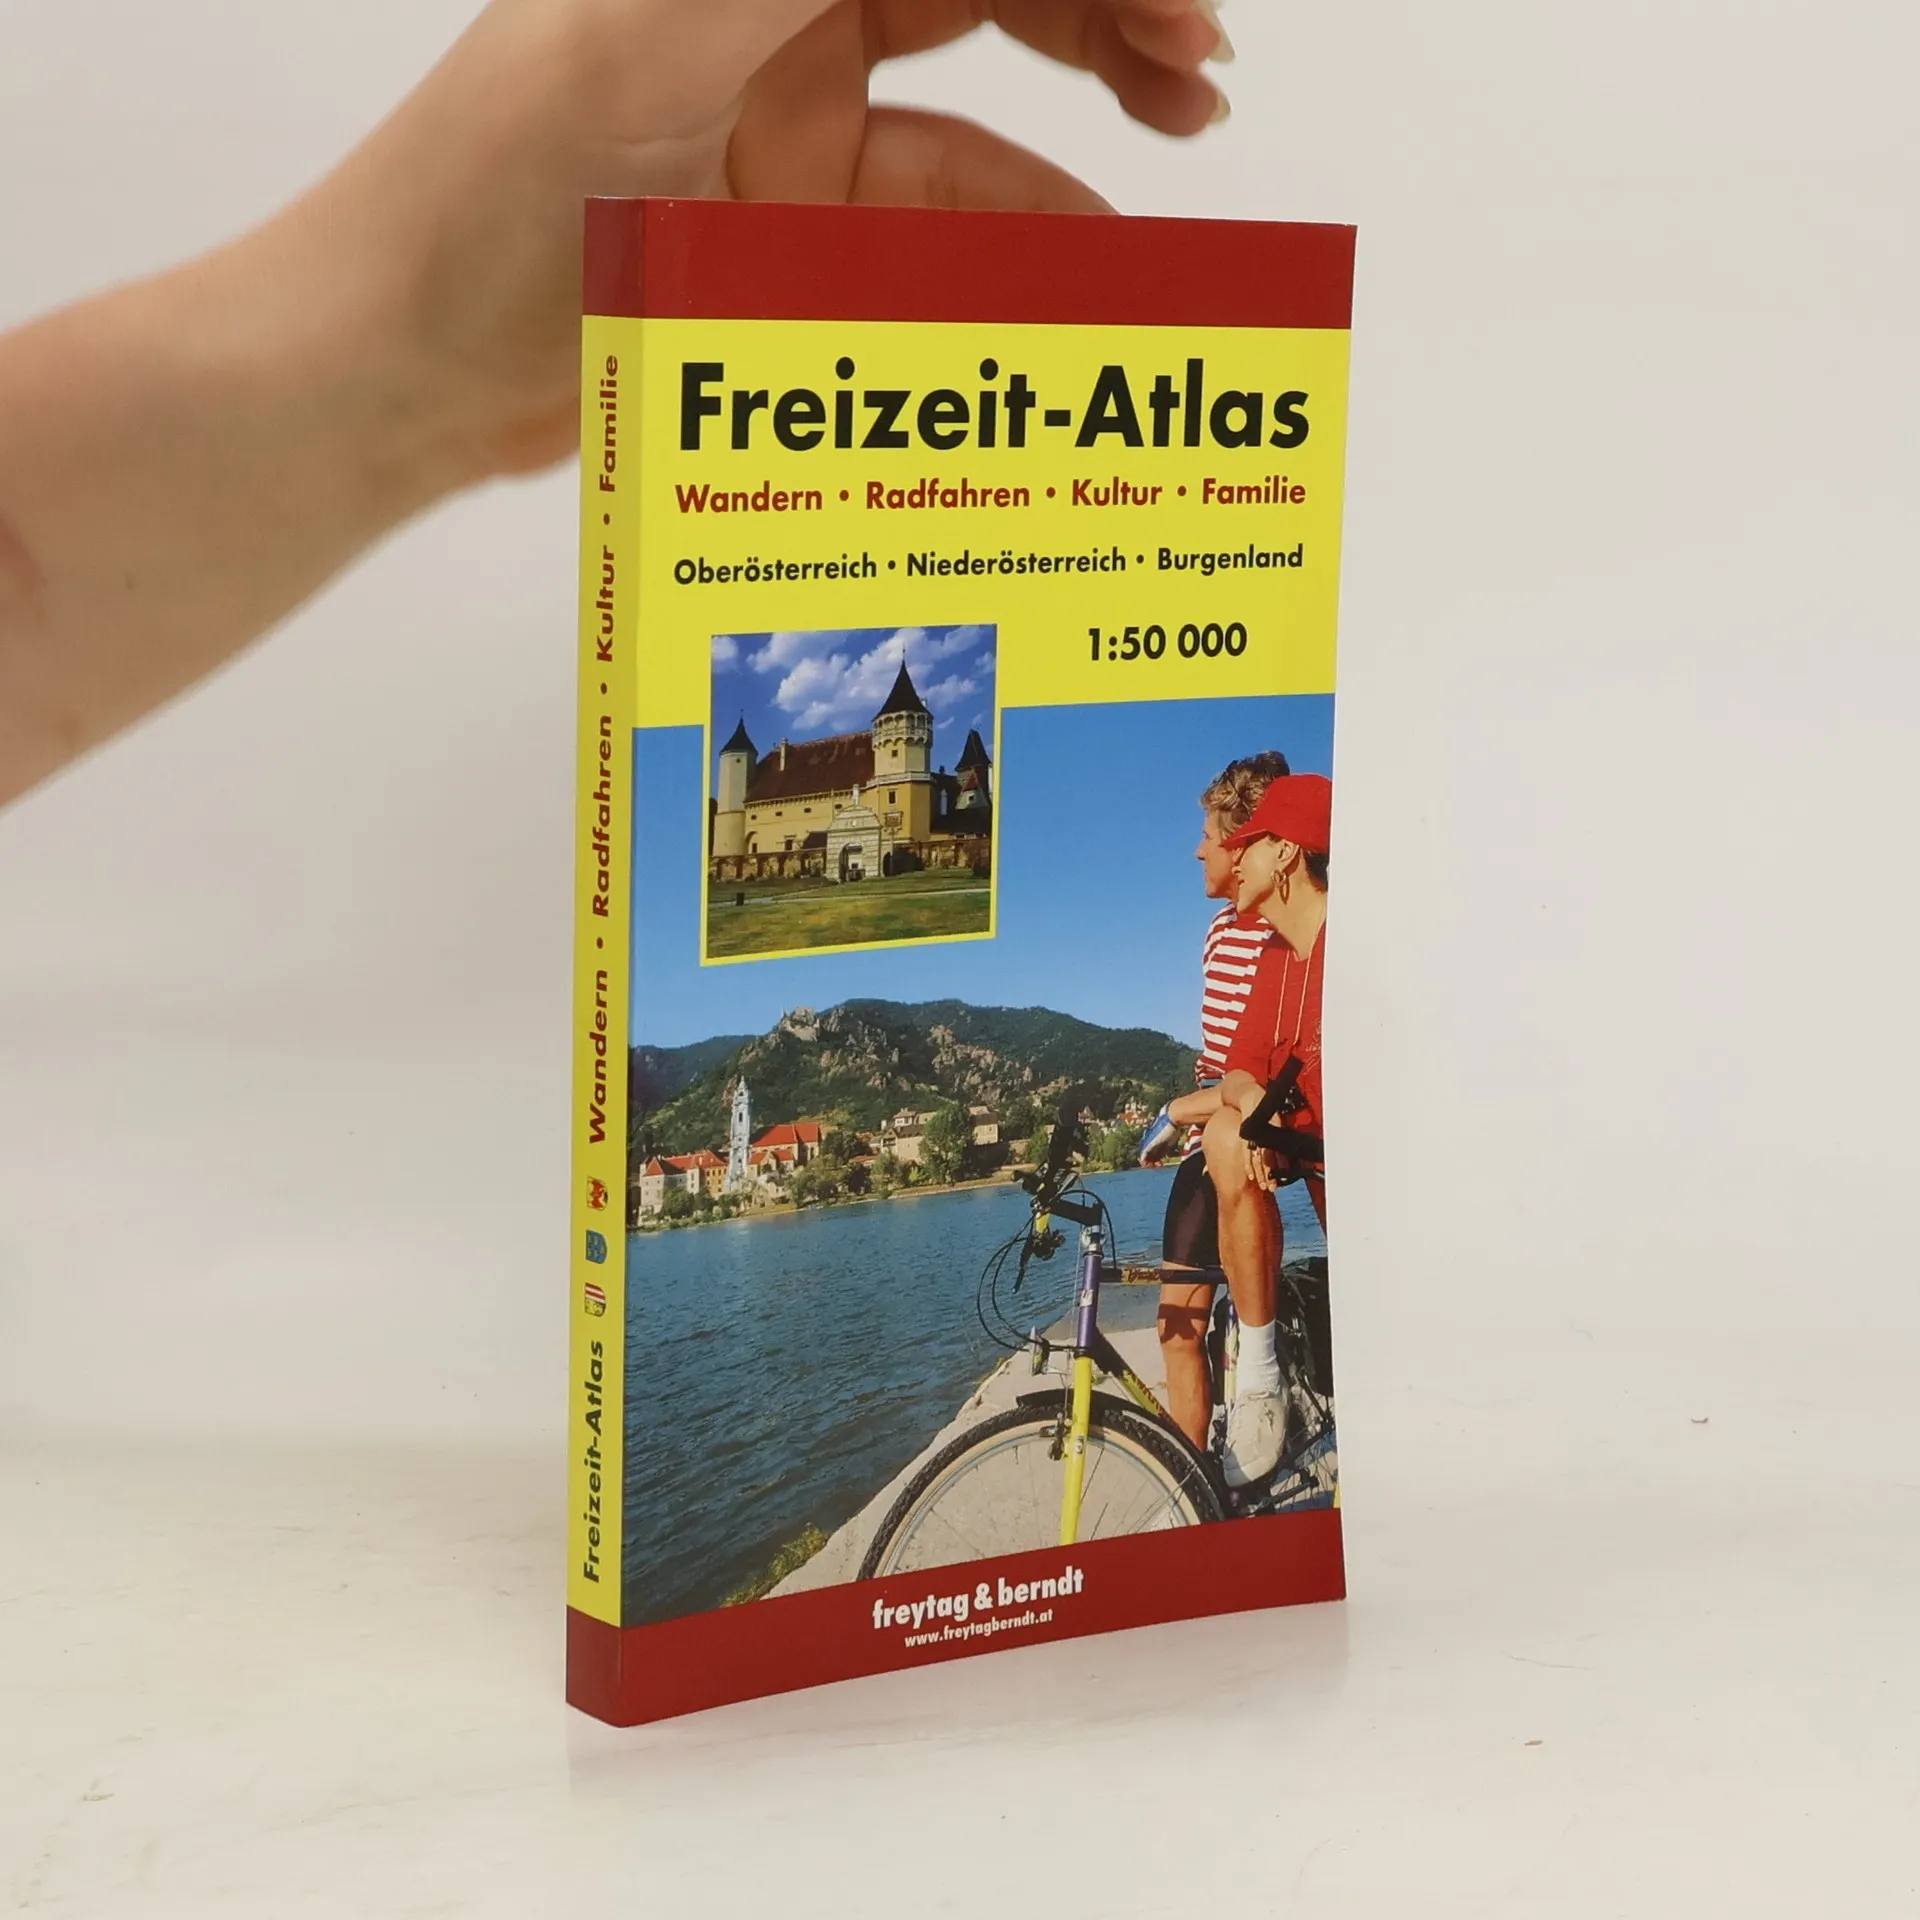 Freizeit-Atlas
Wandern • Radfahren • Kultur • Familie
Oberösterreich • Niederösterreich • Burgenland
1:50 000
freytag & berndt
www.freytagberndt.at
Freizeit-Atlas Wandern • Radfahren • Kultur • Familie